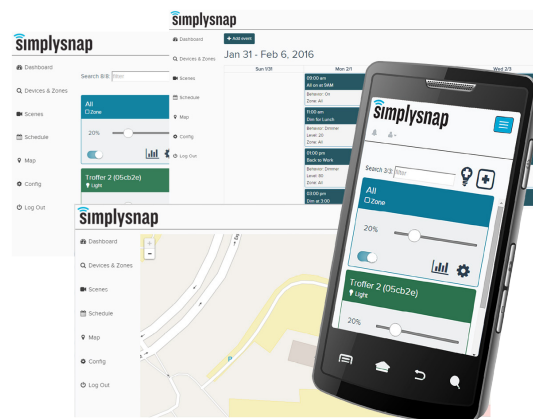 simplysnap
Dashboard
Devices & Zones
Scenes
Schedule
Map
Config
Log Out
Search 8/8: filter
All
Zone
20%
Troffer 2 (05cb2e)
Light
simplysnap
Dashboard
Devices & Zones
Scenes
Schedule
Map
Config
Log Out
+ Add event
Jan 31 - Feb 6, 2016
Sun 1/31
Mon 2/1
Wed 2/3
09:00 am
All on at 9AM
Behavior: On
Zone: All
11:00 am
Dim for Lunch
Behavior: Dimmer
Level: 20
Zone: All
01:00 pm
Back to Work
Behavior: Dimmer
Level: 80
Zone: All
03:00 pm
Dim at 3:00
simplysnap
Dashboard
Devices & Zones
Scenes
Schedule
Map
Config
Log Out
+
-
P
simplysnap
Search 3/3: filter
All
Zone
20%
Troffer 2 (05cb2e)
Light
20%